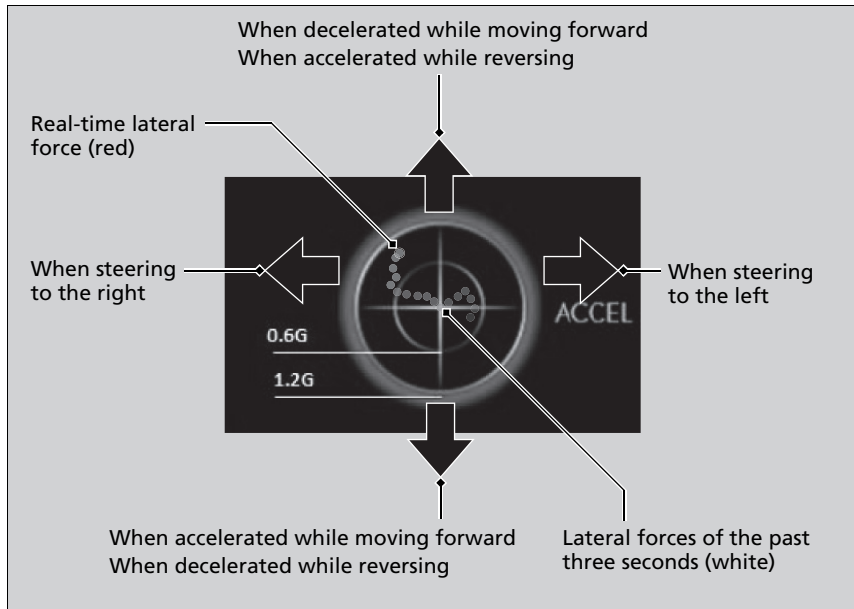 When decelerated while moving forward
When accelerated while reversing
Real-time lateral
force (red)
When steering
to the right
When steering
to the left
ACCEL
0.6G
1.2G
When accelerated while moving forward
When decelerated while reversing
Lateral forces of the past
three seconds (white)